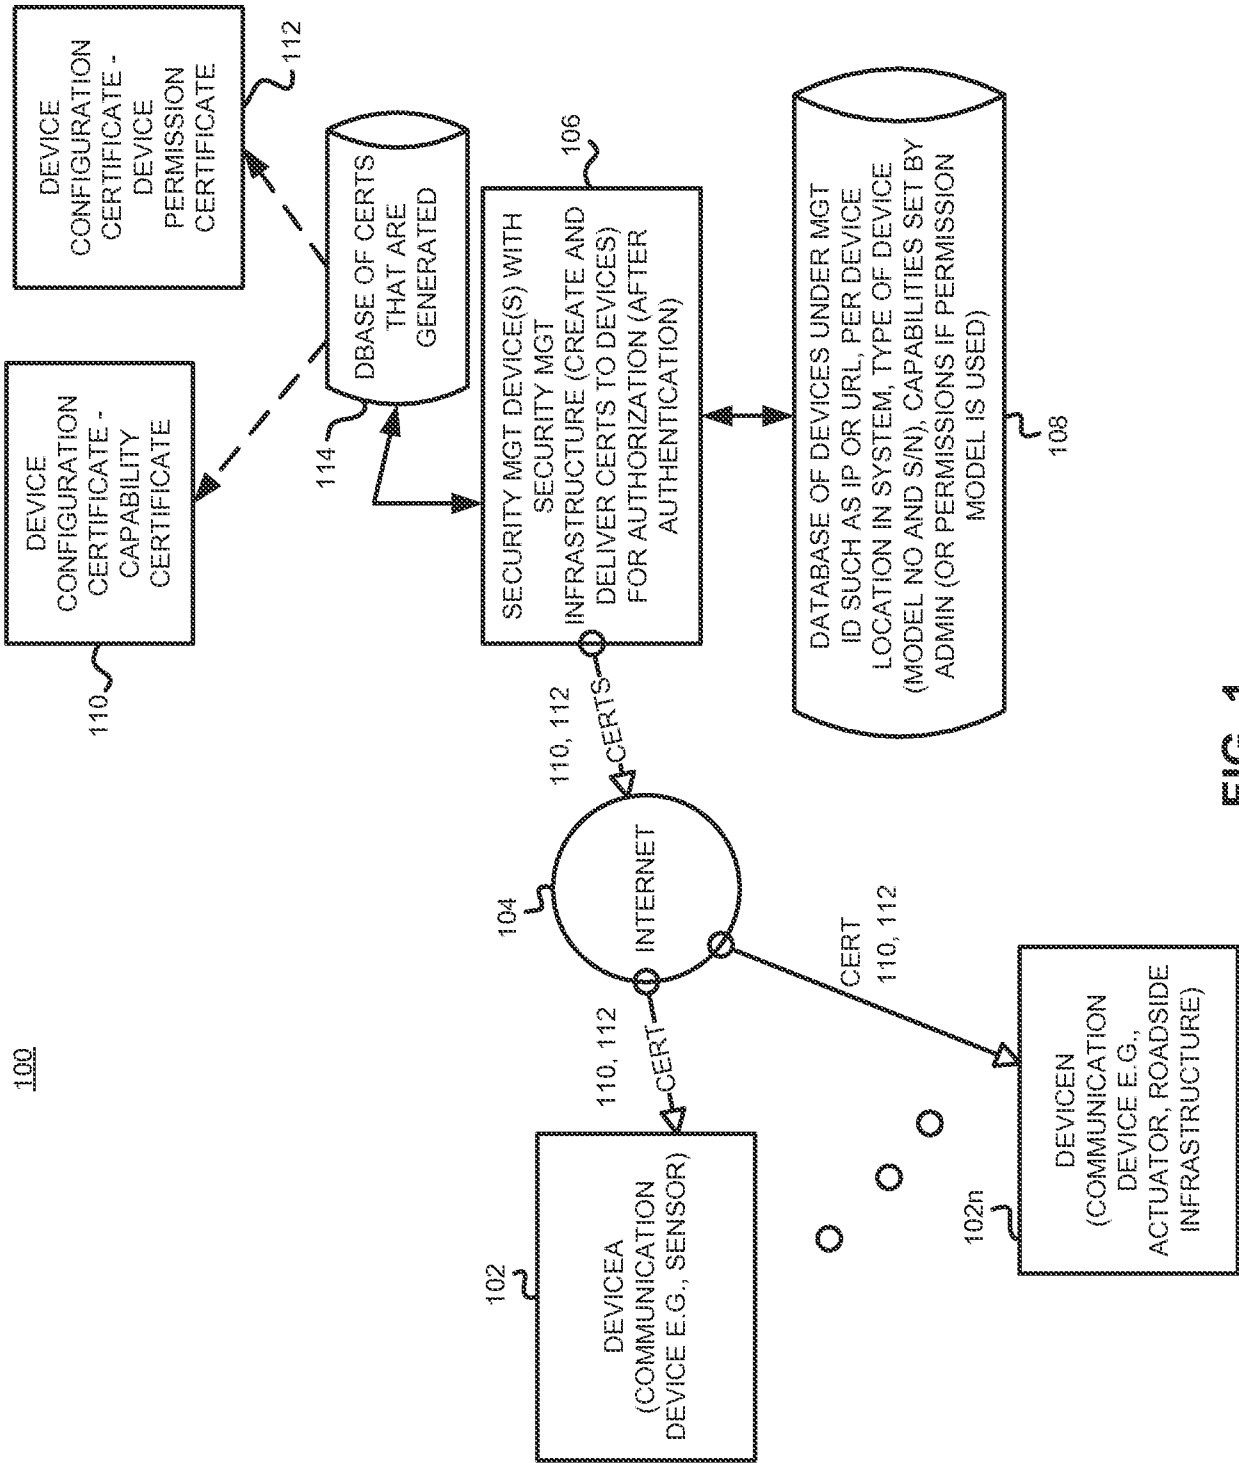 100
DEVICE
CONFIGURATION
CERTIFICATE -
CAPABILITY
CERTIFICATE
110
DEVICE
CONFIGURATION
CERTIFICATE -
DEVICE
PERMISSION
CERTIFICATE
112
114
DBASE OF CERTS
THAT ARE
GENERATED
106
SECURITY MGT DEVICE(S) WITH
SECURITY MGT
INFRASTRUCTURE (CREATE AND
DELIVER CERTS TO DEVICES)
FOR AUTHORIZATION (AFTER
AUTHENTICATION)
110, 112
CERTS
104
INTERNET
110, 112
CERT
CERT
110, 112
102
DEVICEA
(COMMUNICATION
DEVICE E.G., SENSOR)
102n
DEVICEN
(COMMUNICATION
DEVICE E.G.,
ACTUATOR, ROADSIDE
INFRASTRUCTURE)
DATABASE OF DEVICES UNDER MGT
ID SUCH AS IP OR URL, PER DEVICE
LOCATION IN SYSTEM, TYPE OF DEVICE
(MODEL NO AND S/N), CAPABILITIES SET BY
ADMIN (OR PERMISSIONS IF PERMISSION
MODEL IS USED)
108
FIG. 1